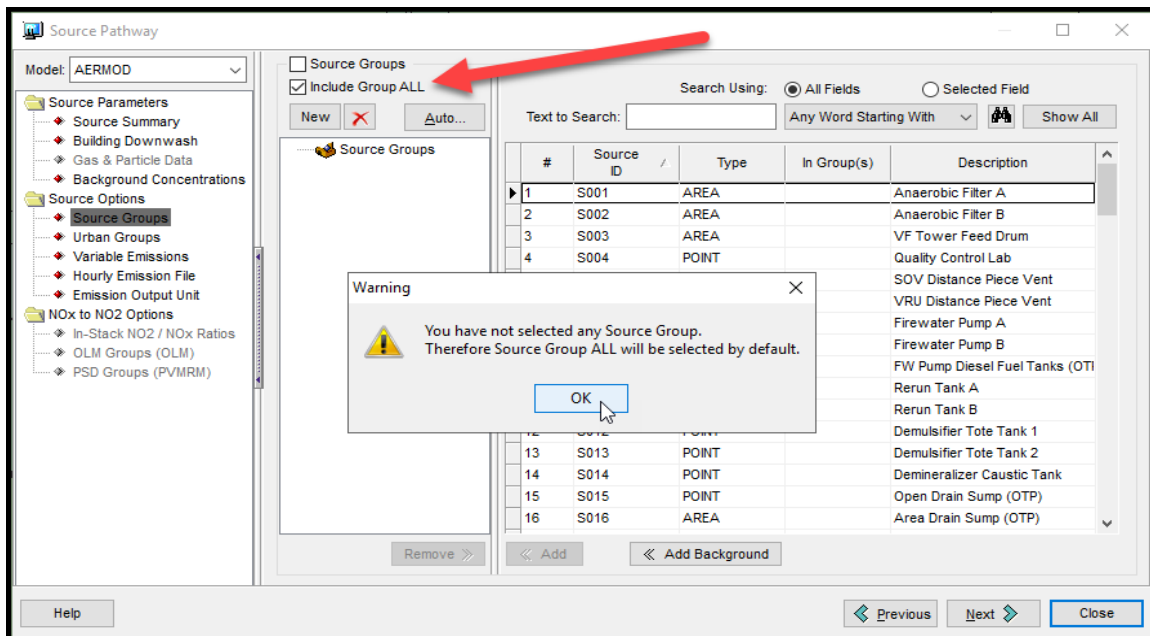 Source Pathway
Model: AERMOD
Source Parameters
Source Summary
Building Downwash
Gas & Particle Data
Background Concentrations
Source Options
Source Groups
Urban Groups
Variable Emissions
Hourly Emission File
Emission Output Unit
NOx to NO2 Options
In-Stack NO2 / NOx Ratios
OLM Groups (OLM)
PSD Groups (PVMRM)
Source Groups
Include Group ALL
New Auto...
Source Groups
Remove
Search Using: All Fields Selected Field
Text to Search: Any Word Starting With Show All
# Source ID Type In Group(s) Description
1 S001 AREA Anaerobic Filter A
2 S002 AREA Anaerobic Filter B
3 S003 AREA VF Tower Feed Drum
4 S004 POINT Quality Control Lab
SOV Distance Piece Vent
VRU Distance Piece Vent
Firewater Pump A
Firewater Pump B
FW Pump Diesel Fuel Tanks (OTI
Rerun Tank A
Rerun Tank B
12 S012 POINT Demulsifier Tote Tank 1
13 S013 POINT Demulsifier Tote Tank 2
14 S014 POINT Demineralizer Caustic Tank
15 S015 POINT Open Drain Sump (OTP)
16 S016 AREA Area Drain Sump (OTP)
Add Add Background
Warning
You have not selected any Source Group.
Therefore Source Group ALL will be selected by default.
OK
Help Previous Next Close